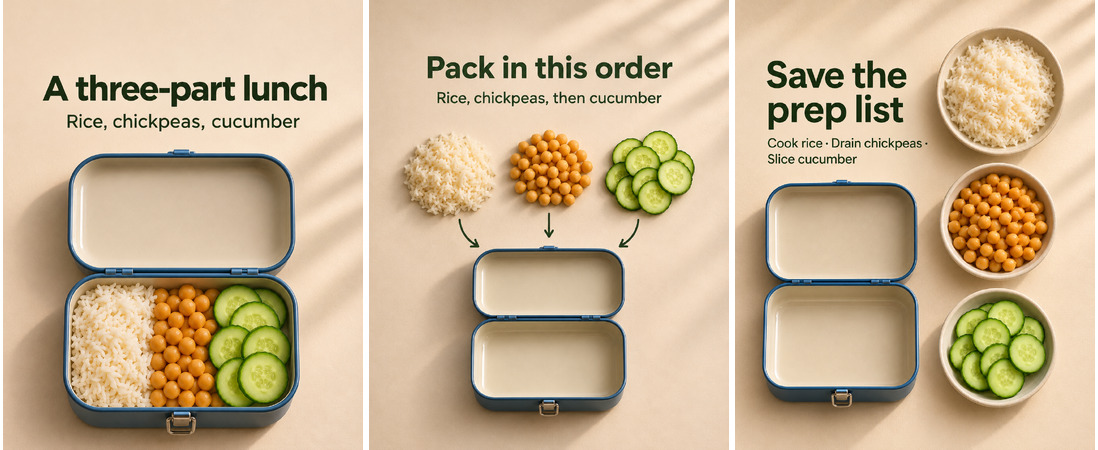 A three-part lunch
Rice, chickpeas, cucumber
Pack in this order
Rice, chickpeas, then cucumber
Save the
prep list
Cook rice · Drain chickpeas ·
Slice cucumber